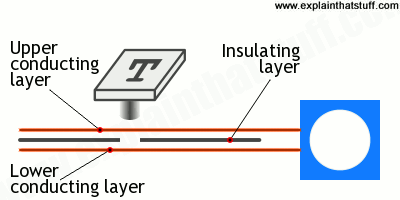 www.explainthatstuff.com
Upper
conducting
layer
T
Insulating
layer
Lower
conducting layer